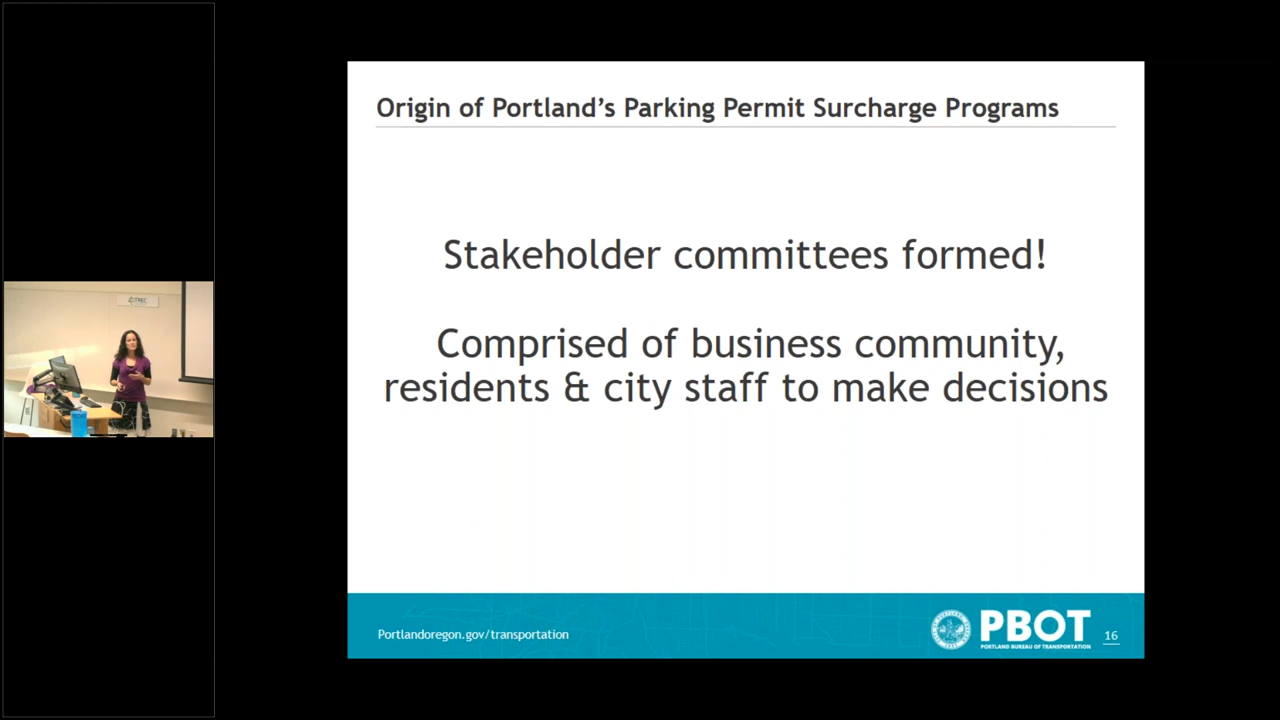 Origin of Portland's Parking Permit Surcharge Programs
Stakeholder committees formed!
Comprised of business community,
residents & city staff to make decisions
Portlandoregon.gov/transportation
PBOT
PORTLAND BUREAU OF TRANSPORTATION
16